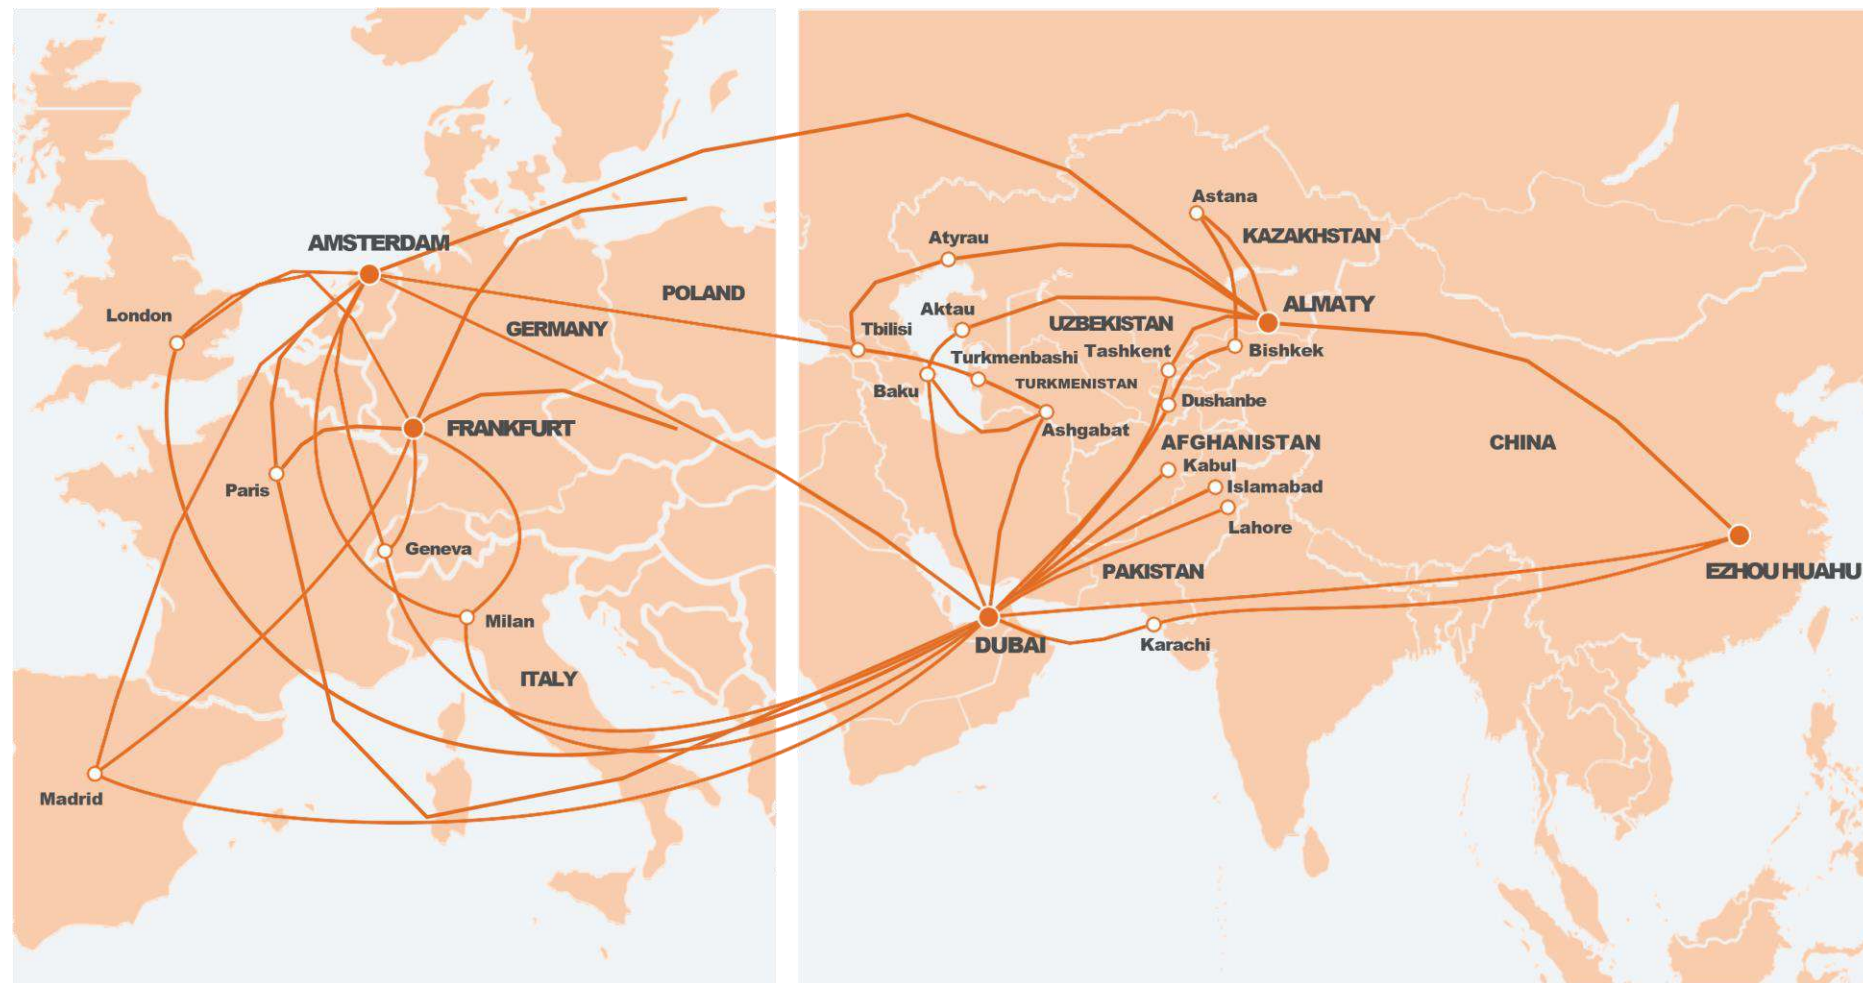 AMSTERDAM
London
POLAND
GERMANY
FRANKFURT
Paris
Geneva
Milan
ITALY
Madrid
Astana
KAZAKHSTAN
Atyrau
ALMATY
Aktau
UZBEKISTAN
Tbilisi
Tashkent
Bishkek
Turkmenbashi
TURKMENISTAN
Baku
Dushanbe
Ashgabat
AFGHANISTAN
CHINA
Kabul
Islamabad
Lahore
PAKISTAN
EZHOU HUAHU
DUBAI
Karachi